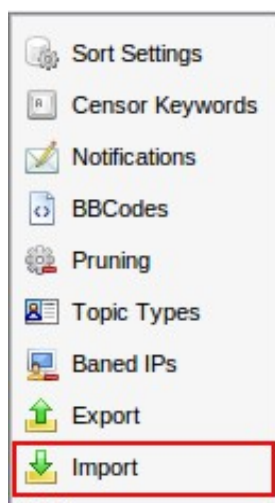 Sort Settings
Censor Keywords
Notifications
BBCodes
Pruning
Topic Types
Baned IPs
Export
Import